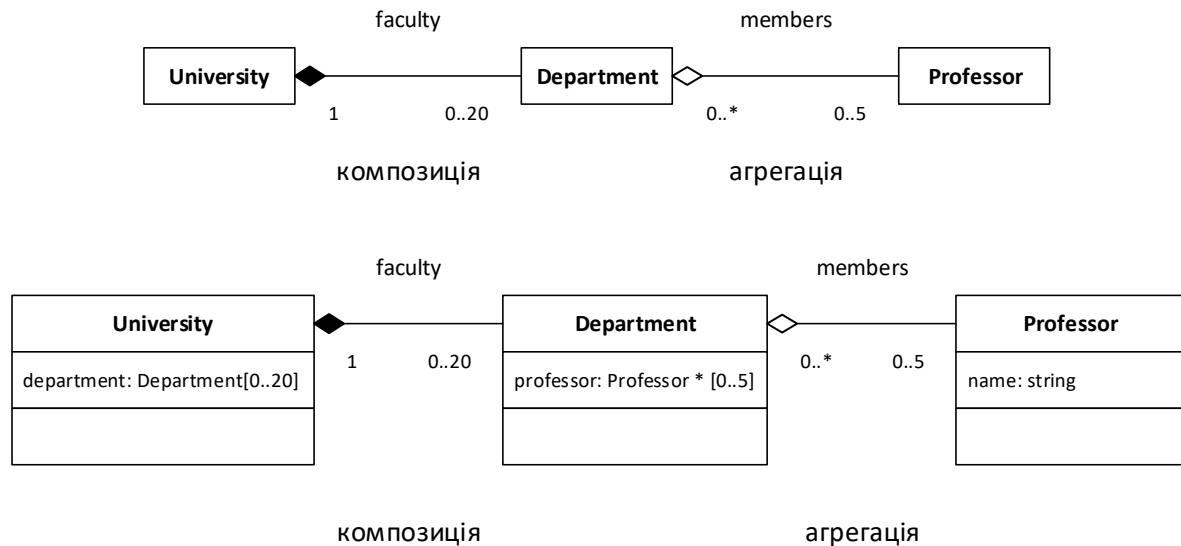 faculty members
University Department Professor
1 0..20 0..* 0..5
композиція агрегація
faculty members
University Department Professor
1 0..20 0..* 0..5
department: Department[0..20] professor: Professor * [0..5] name: string
композиція агрегація